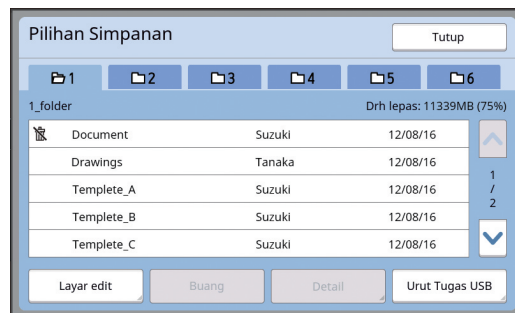 Pilihan Simpanan Tutup
1 2 3 4 5 6
1_folder Drh lepas: 11339MB (75%)
Document Suzuki 12/08/16
Drawings Tanaka 12/08/16
Templete_A Suzuki 12/08/16
Templete_B Suzuki 12/08/16
Templete_C Suzuki 12/08/16
1
/
2
Layar edit Buang Detail Urut Tugas USB